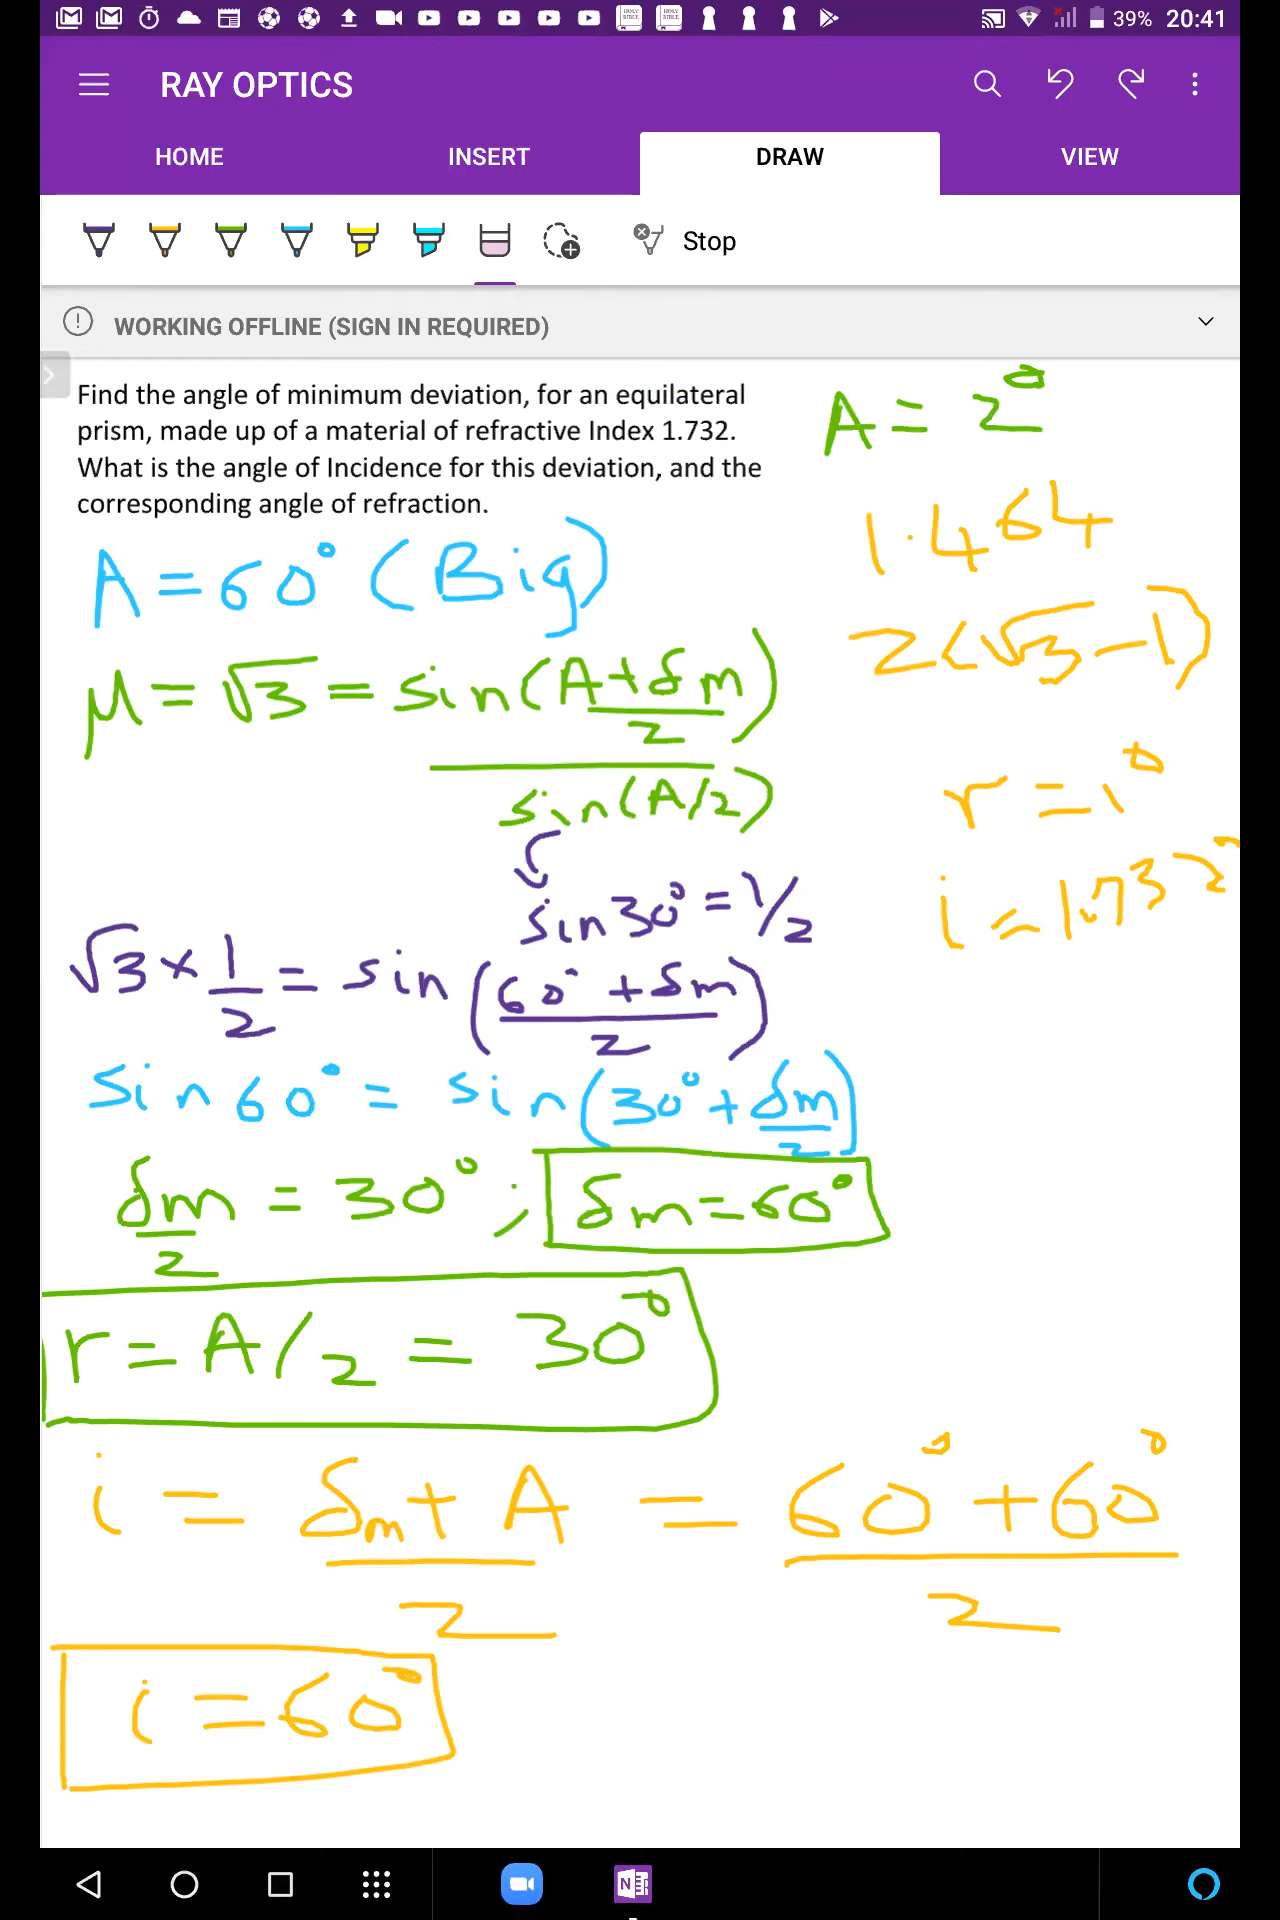 39% 20:41
RAY OPTICS
HOME INSERT DRAW VIEW
Stop
WORKING OFFLINE (SIGN IN REQUIRED)
Find the angle of minimum deviation, for an equilateral
prism, made up of a material of refractive Index 1.732.
What is the angle of Incidence for this deviation, and the
corresponding angle of refraction.
A = 60° (Big)
μ = √3 = sin(A+δm/2)
sin(A/2)
sin30° = 1/2
√3 × 1/2 = sin (60° + δm/2)
sin 60° = sin(30° + δm/2)
δm/2 = 30° ; δm = 60°
r = A/2 = 30°
i = δm + A/2 = 60° + 60°/2
i = 60°
A = 2°
1.464
2(√3 - 1)
r = 1°
i = 1.732°